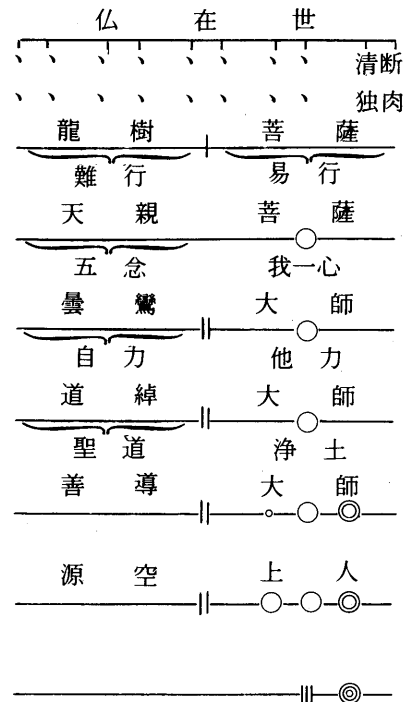 仏在世
清断
独肉
龍樹菩薩
難行 易行
天親菩薩
五念 我一心
曇鸞大師
自力 他力
道綽大師
聖道 浄土
善導大師
源空上人